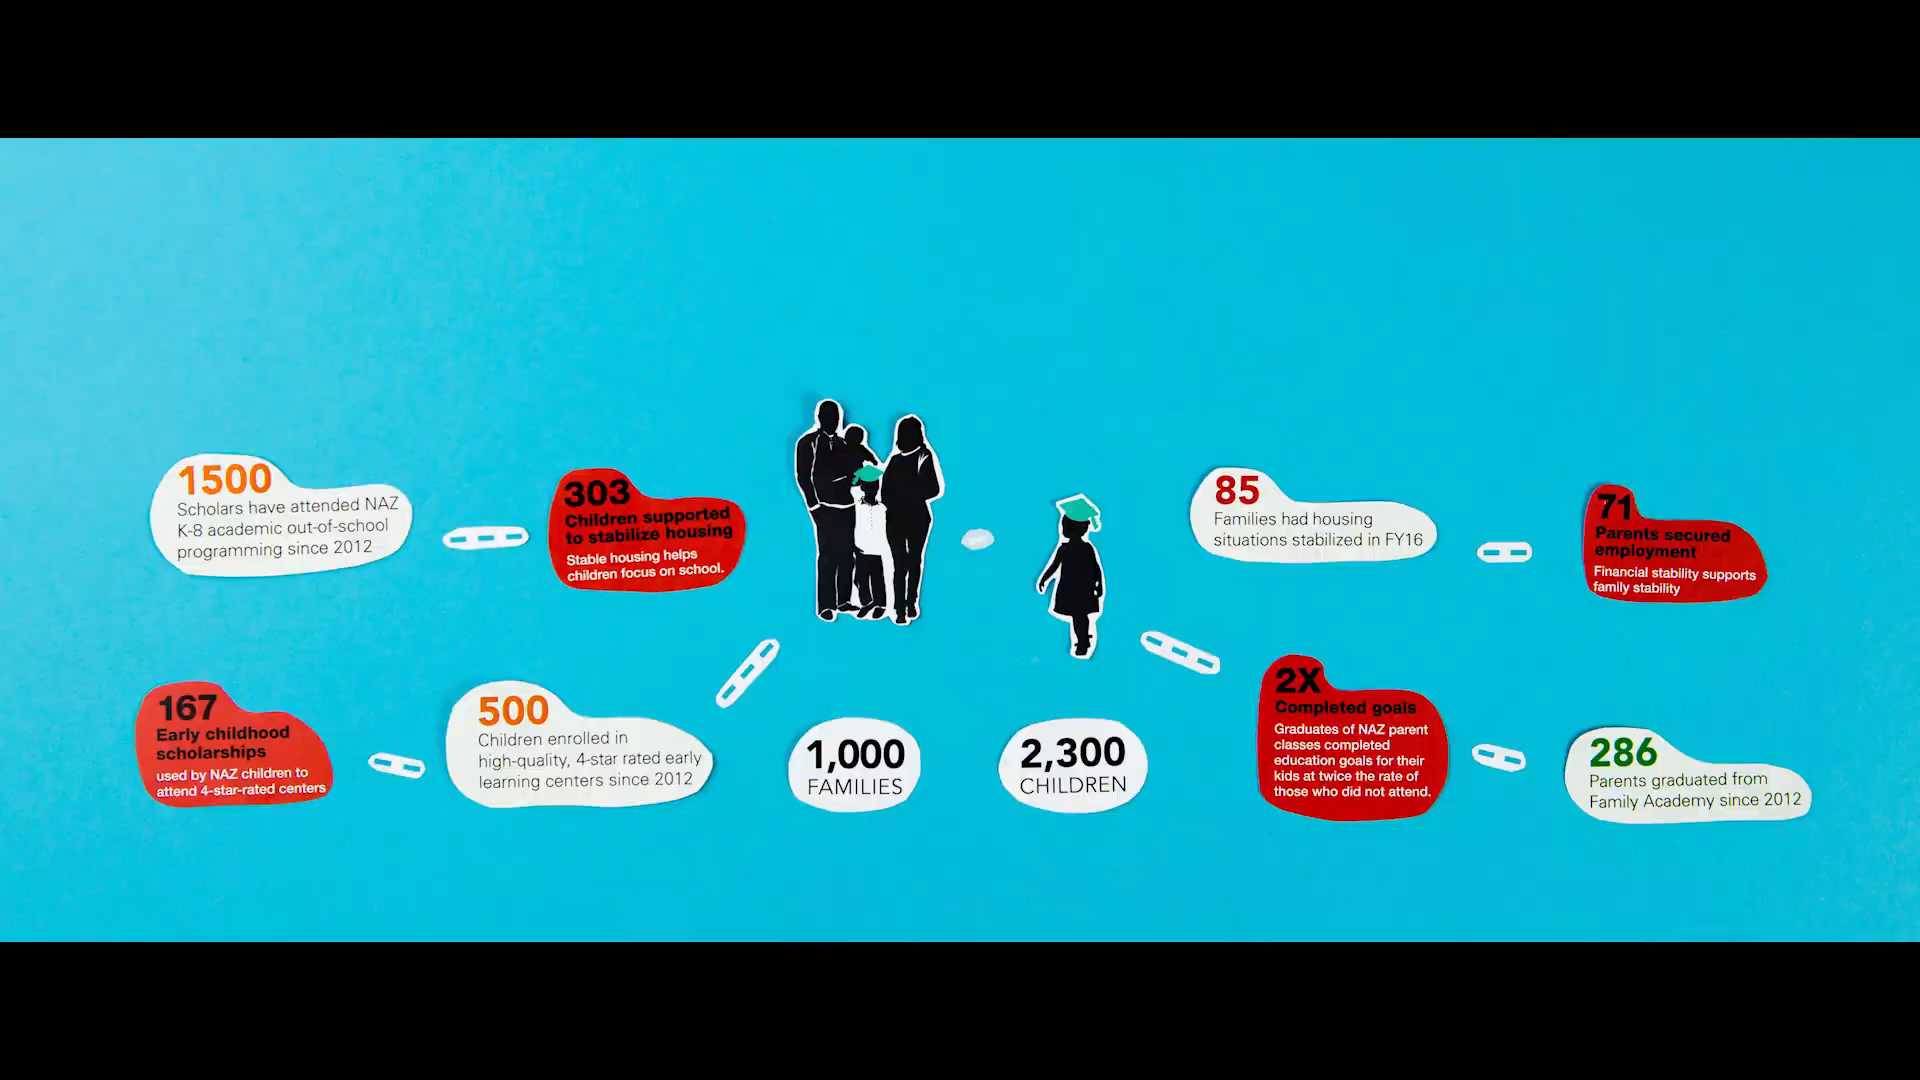 1500
Scholars have attended NAZ
K-8 academic out-of-school
programming since 2012
303
Children supported
to stabilize housing
Stable housing helps
children focus on school.
85
Families had housing
situations stabilized in FY16
71
Parents secured
employment
Financial stability supports
family stability
167
Early childhood
scholarships
used by NAZ children to
attend 4-star-rated centers
500
Children enrolled in
high-quality, 4-star rated early
learning centers since 2012
1,000
FAMILIES
2,300
CHILDREN
2X
Completed goals
Graduates of NAZ parent
classes completed
education goals for their
kids at twice the rate of
those who did not attend.
286
Parents graduated from
Family Academy since 2012